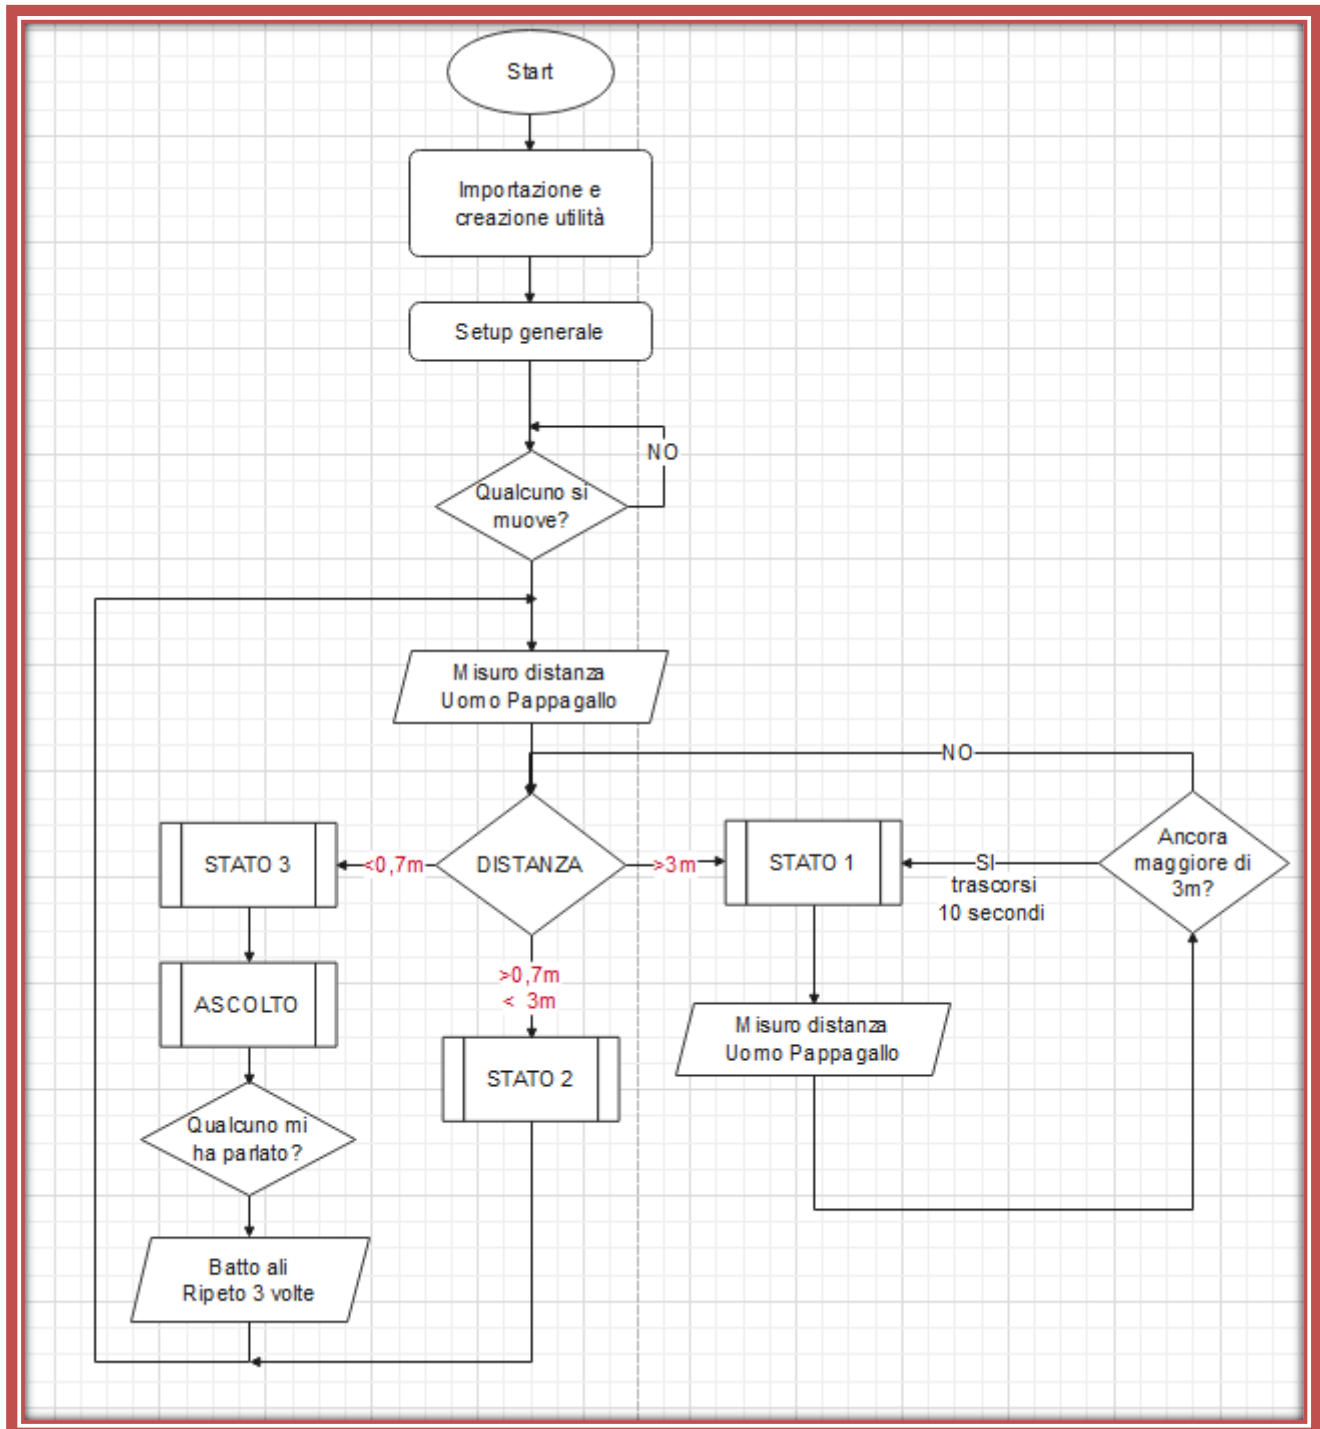 Start
Importazione e
creazione utilità
Setup generale
NO
Qualcuno si
muove?
Misuro distanza
Uomo Pappagallo
NO
STATO 3
<0,7m
DISTANZA
>3m
STATO 1
SI
trascorsi
10 secondi
Ancora
maggiore di
3m?
>0,7m
< 3m
ASCOLTO
STATO 2
Misuro distanza
Uomo Pappagallo
Qualcuno mi
ha parlato?
Batto ali
Ripeto 3 volte